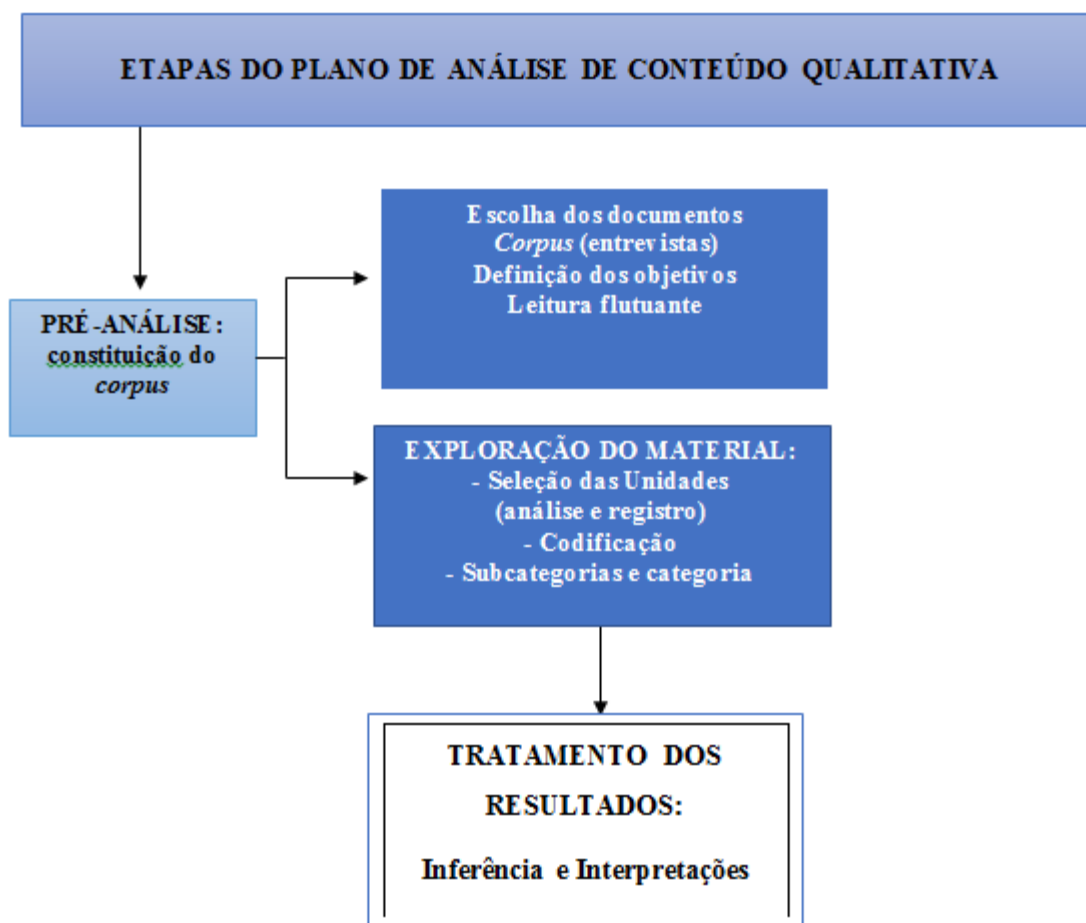 ETAPAS DO PLANO DE ANÁLISE DE CONTEÚDO QUALITATIVA
Escolha dos documentos
Corpus (entrevistas)
Definição dos objetivos
Leitura flutuante
PRÉ-ANÁLISE:
constituição do
corpus
EXPLORAÇÃO DO MATERIAL:
- Seleção das Unidades
(análise e registro)
- Codificação
- Subcategorias e categoria
TRATAMENTO DOS
RESULTADOS:
Inferência e Interpretações